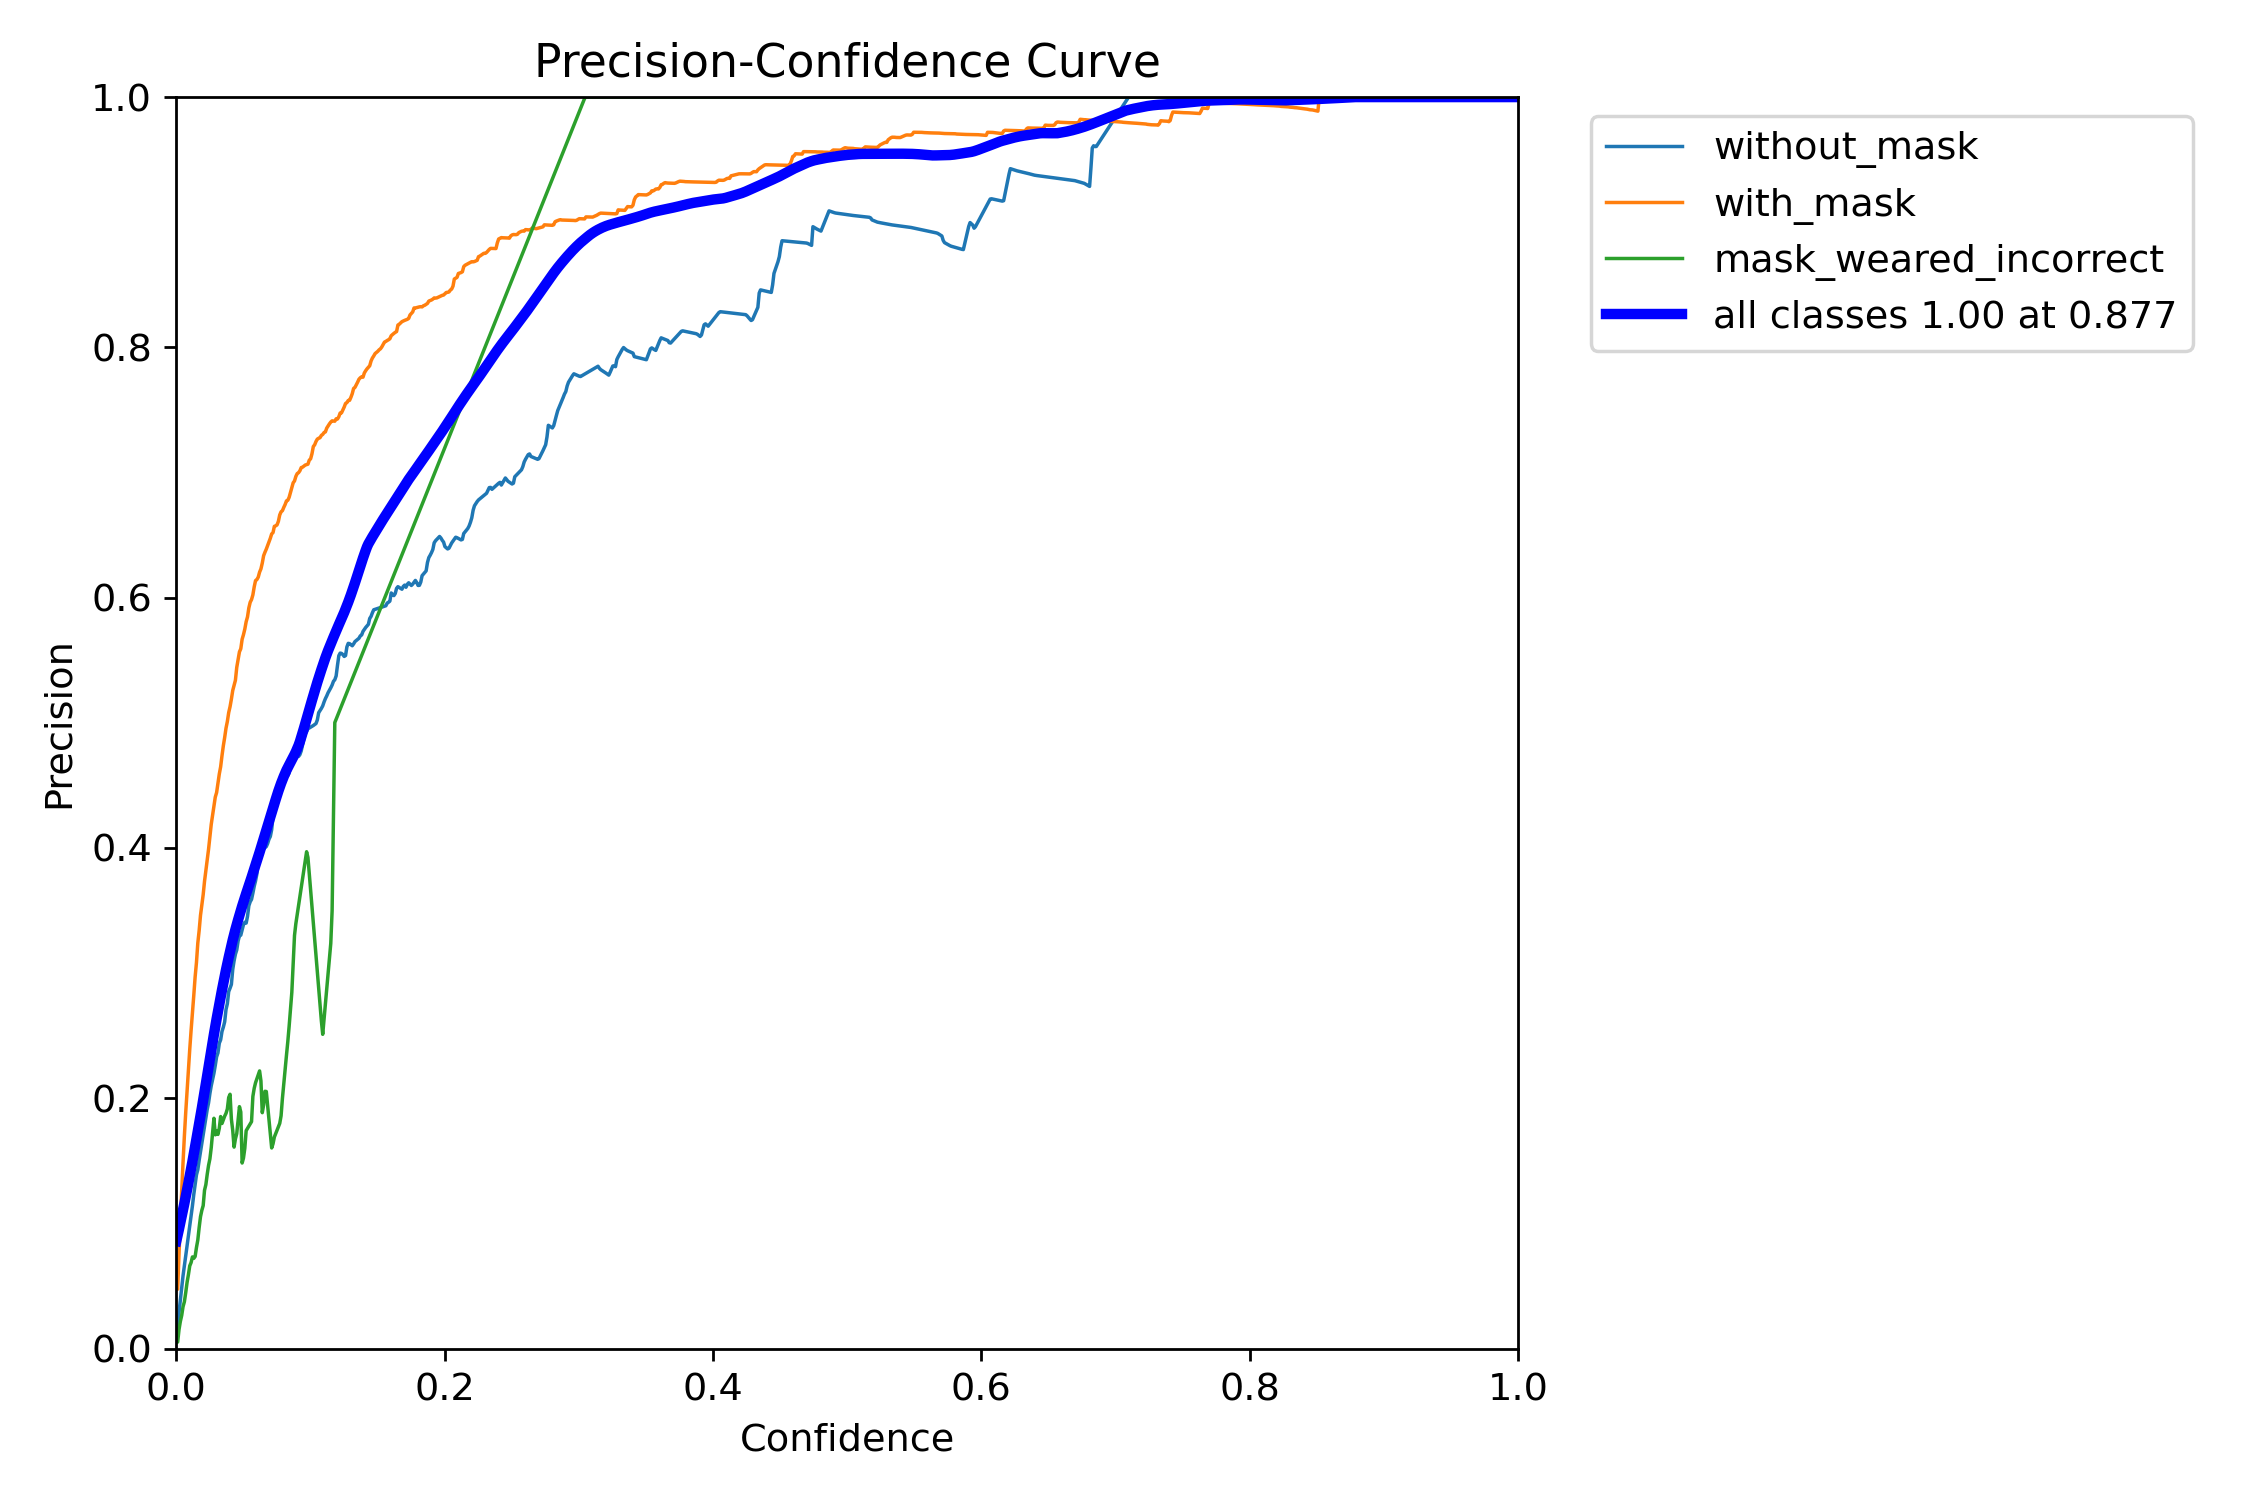 Precision-Confidence Curve
1.0
0.8
0.6
0.4
0.2
0.0
Precision
0.0 0.2 0.4 0.6 0.8 1.0
Confidence
without_mask
with_mask
mask_weared_incorrect
all classes 1.00 at 0.877